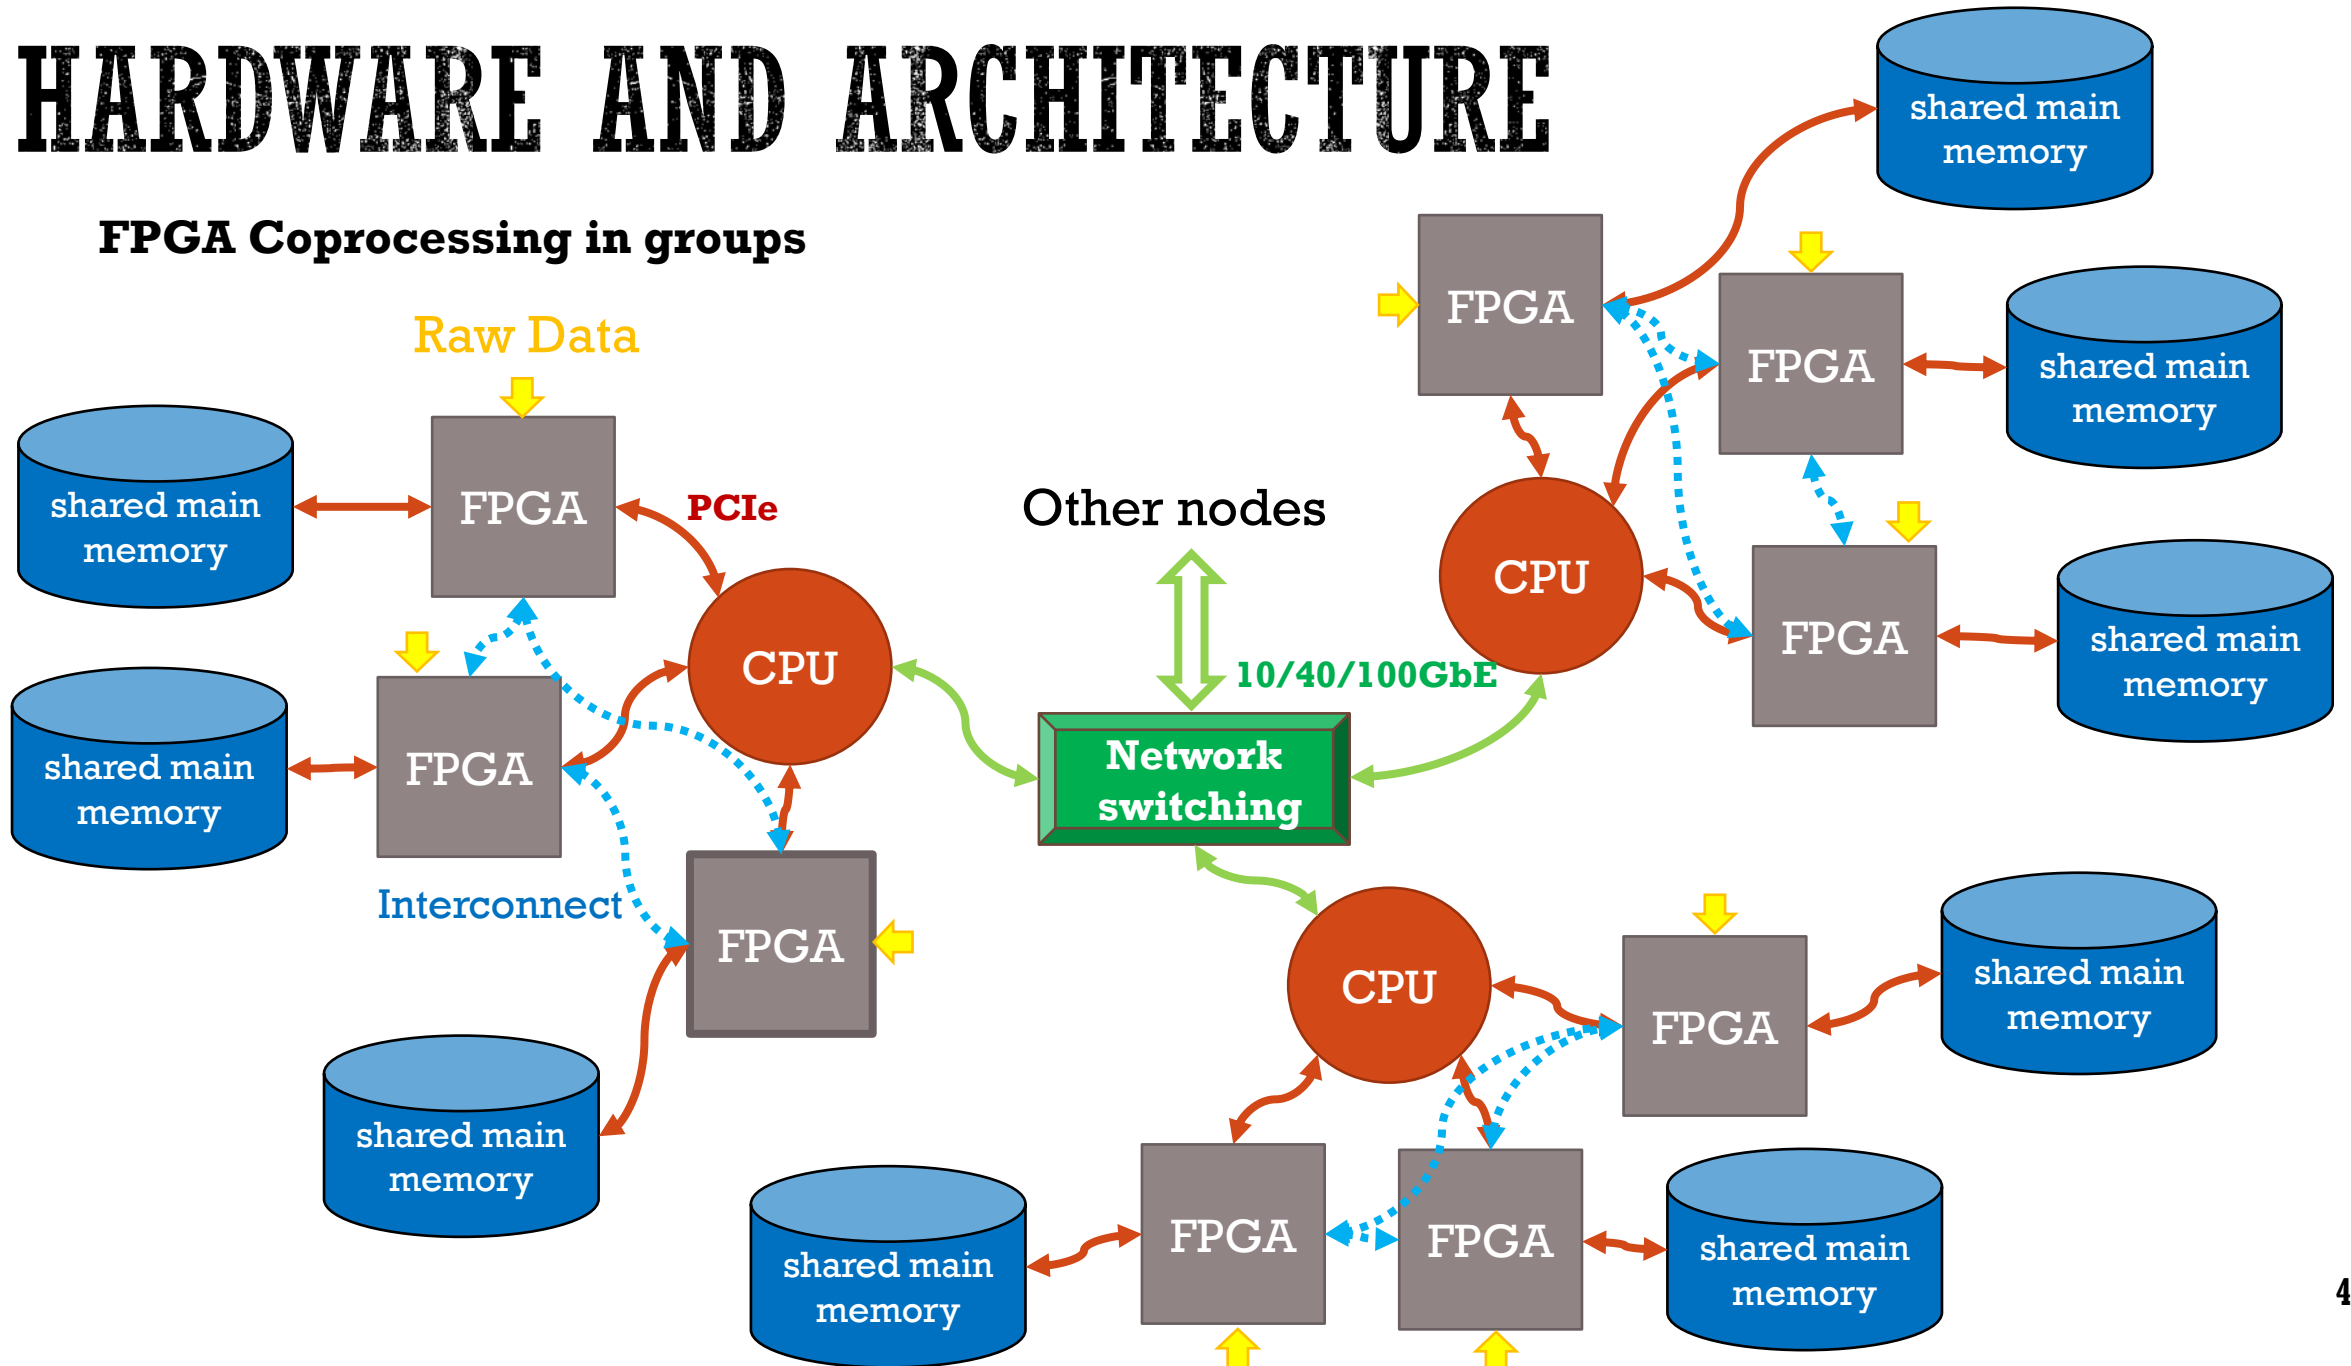 HARDWARE AND ARCHITECTURE
FPGA Coprocessing in groups
Raw Data
shared main
memory
FPGA
PCIe
CPU
shared main
memory
FPGA
Interconnect
FPGA
shared main
memory
Other nodes
10/40/100GbE
Network
switching
shared main
memory
FPGA
FPGA
shared main
memory
CPU
FPGA
shared main
memory
CPU
FPGA
shared main
memory
FPGA
FPGA
shared main
memory
shared main
memory
4